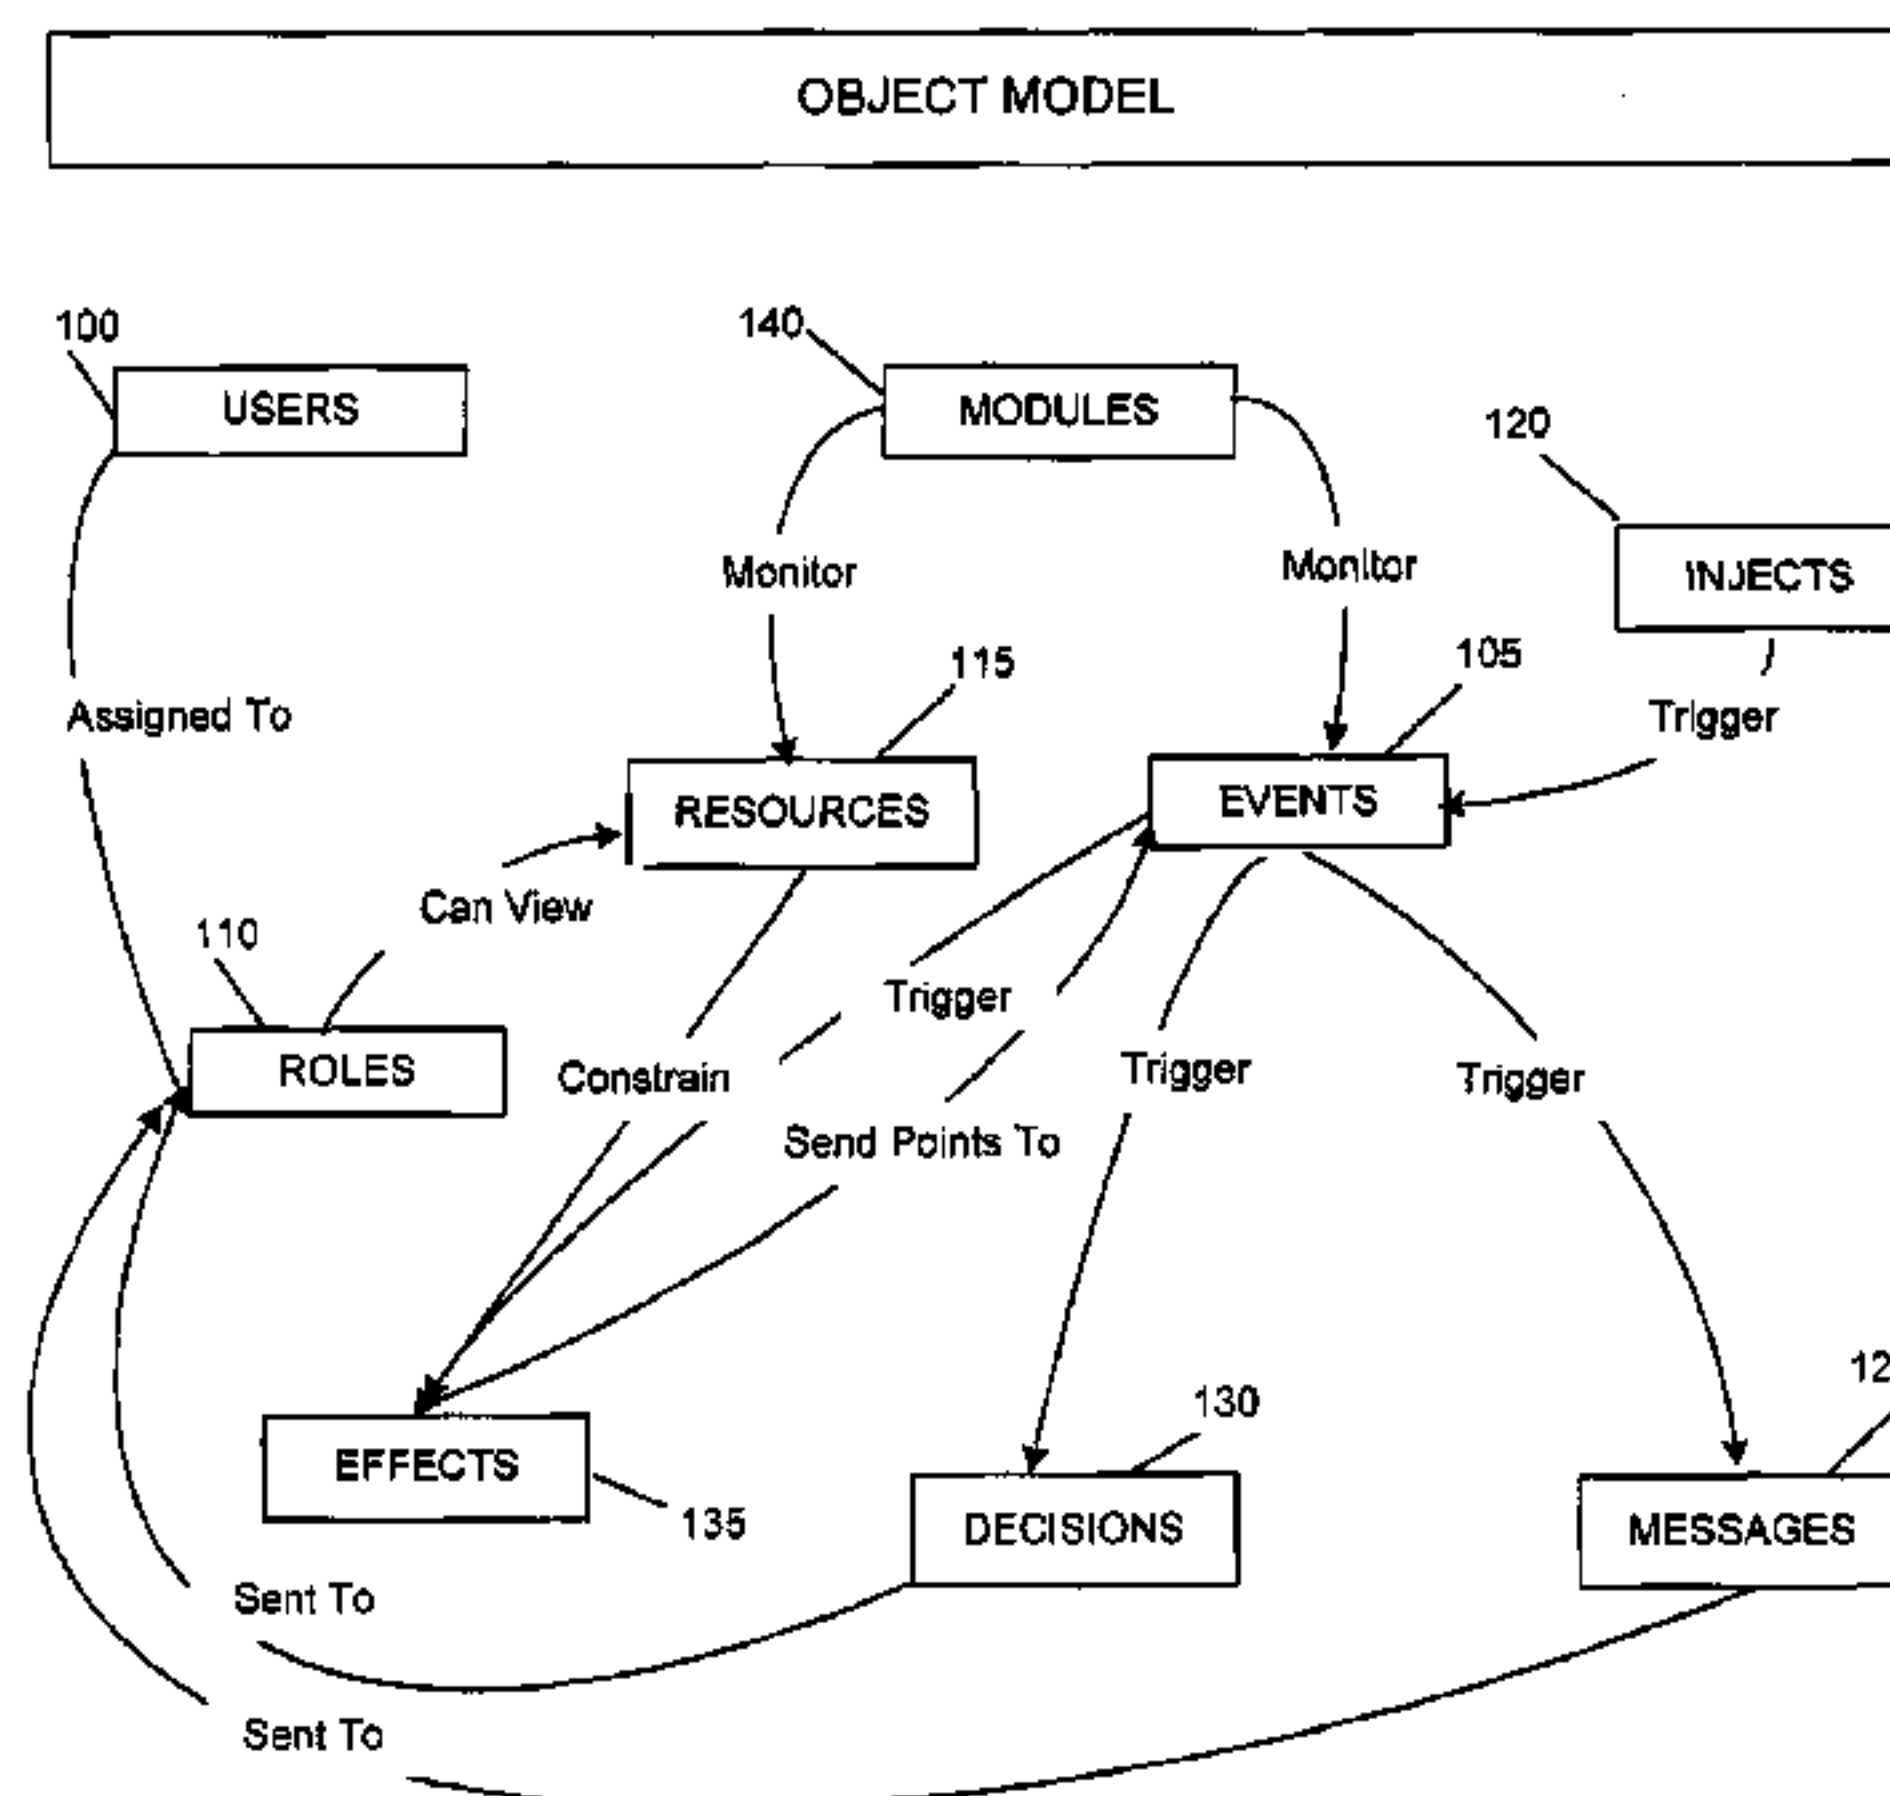 OBJECT MODEL
100
140
USERS
MODULES
120
INJECTS
Monitor
Monitor
115
105
Assigned To
Trigger
RESOURCES
EVENTS
Can View
110
Trigger
ROLES
Constrain
Trigger
Trigger
Send Points To
130
EFFECTS
135
DECISIONS
MESSAGES
Sent To
Sent To